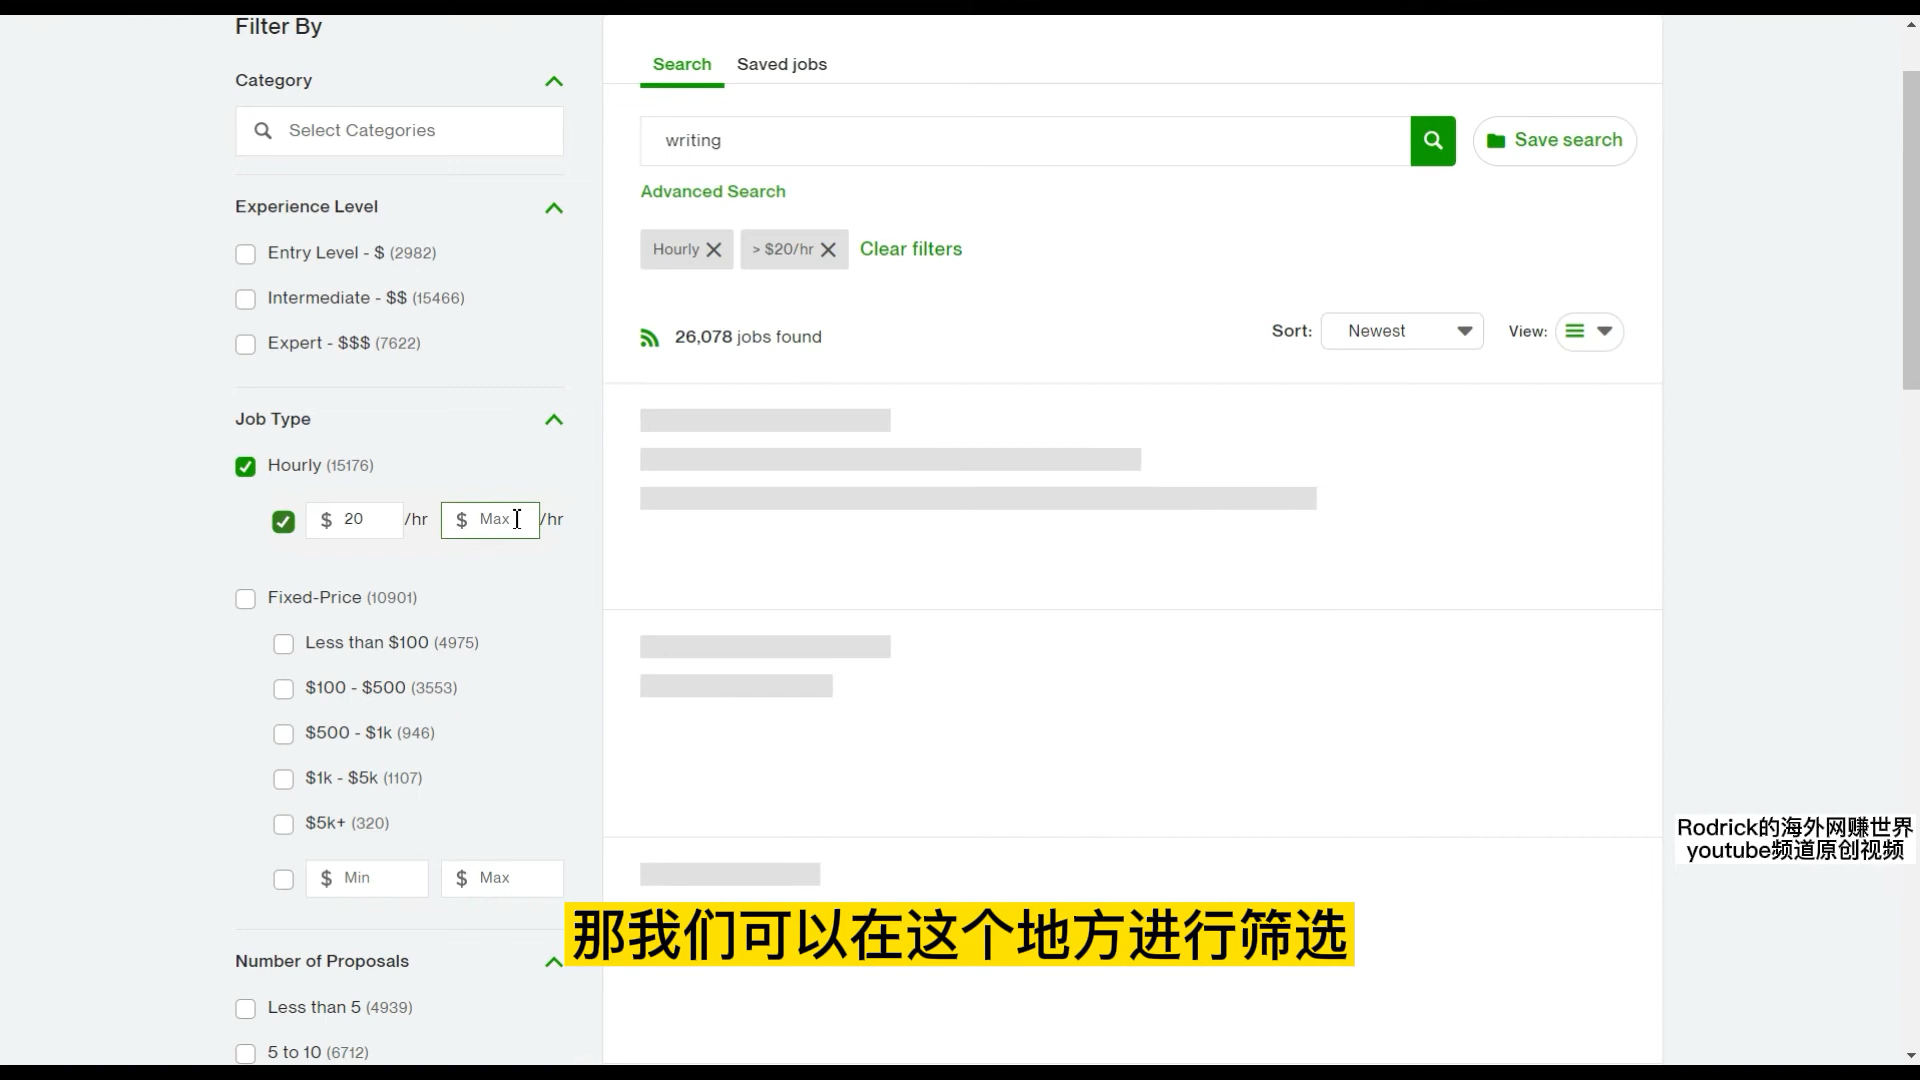 Filter By
Category
Select Categories
Experience Level
Entry Level - $ (2982)
Intermediate - $$ (15466)
Expert - $$$ (7622)
Job Type
Hourly (15176)
$ 20 /hr $ Max /hr
Fixed-Price (10901)
Less than $100 (4975)
$100 - $500 (3553)
$500 - $1k (946)
$1k - $5k (1107)
$5k+ (320)
$ Min $ Max
Number of Proposals
Less than 5 (4939)
5 to 10 (6712)
Search Saved jobs
writing
Save search
Advanced Search
Hourly > $20/hr Clear filters
26,078 jobs found
Sort: Newest View:
Rodrick的海外网赚世界
youtube频道原创视频
那我们可以在这个地方进行筛选